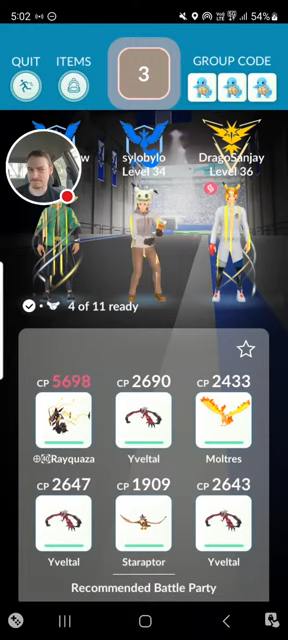 5:02
54%
QUIT
ITEMS
3
GROUP CODE
w
sylobylo
DragoSanjay
Level 34
Level 36
4 of 11 ready
CP 5698
CP 2690
CP 2433
Rayquaza
Yveltal
Moltres
CP 2647
CP 1909
CP 2643
Yveltal
Staraptor
Yveltal
Recommended Battle Party